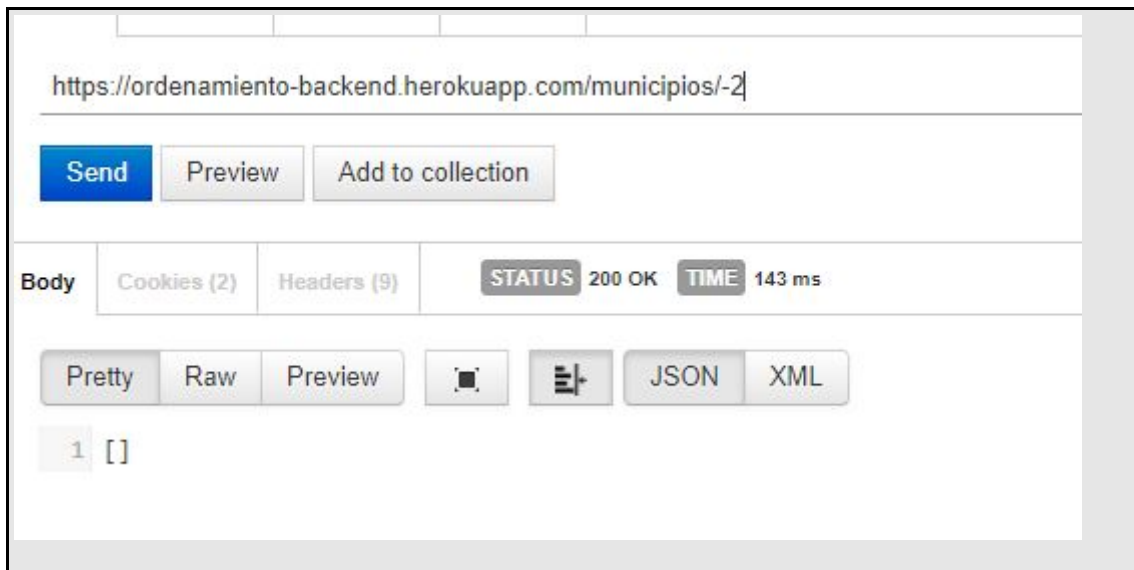 https://ordenamiento-backend.herokuapp.com/municipios/-2
Send Preview Add to collection
Body Cookies (2) Headers (9) STATUS 200 OK TIME 143 ms
Pretty Raw Preview JSON XML
1 []